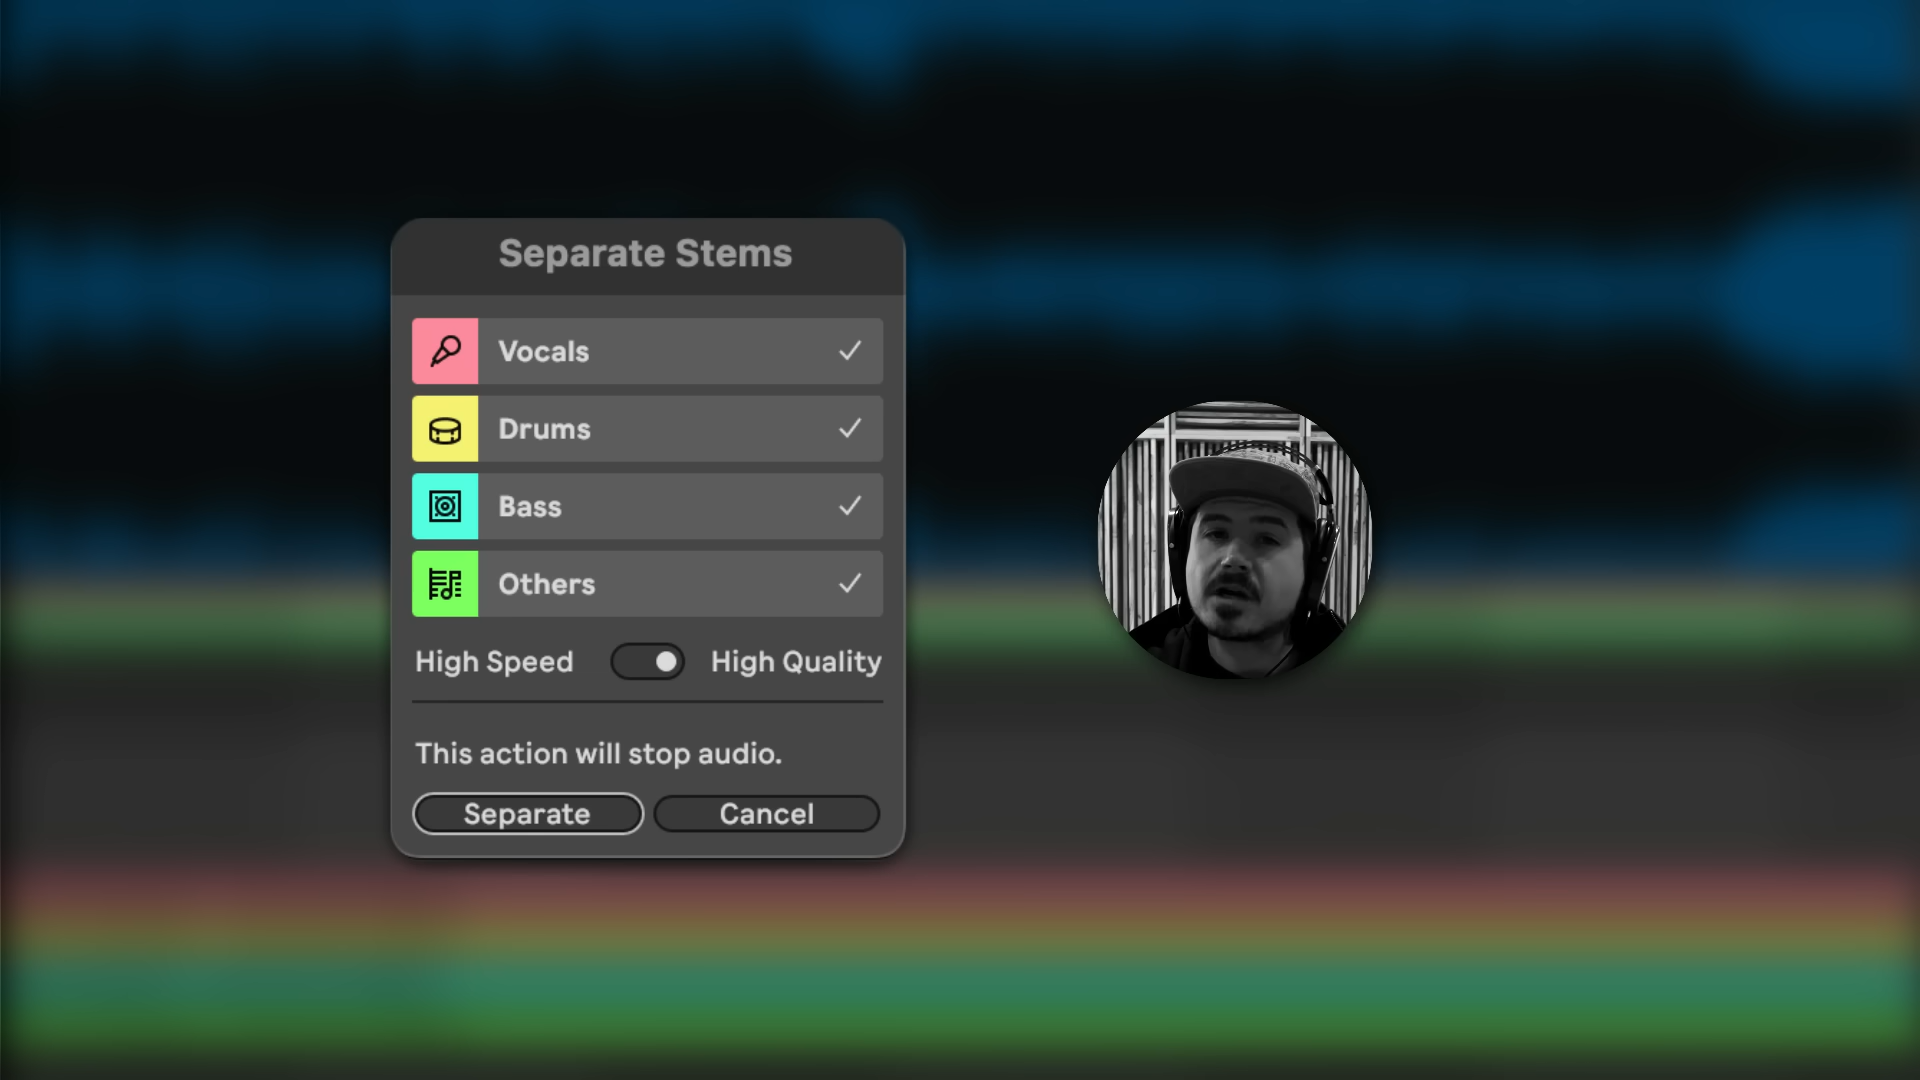 Separate Stems
Vocals
Drums
Bass
Others
High Speed High Quality
This action will stop audio.
Separate Cancel